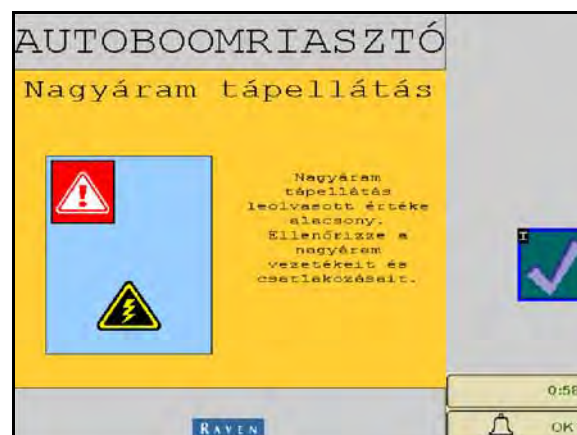 AUTOBOOMRIASZTÓ
Nagyáram tápellátás
Nagyáram
tápellátás
leolvasott értéke
alacsony.
Ellenőrizze a
nagyáram
vezetékeit és
csatlakozásait.
I
0:58
RAVEN
OK